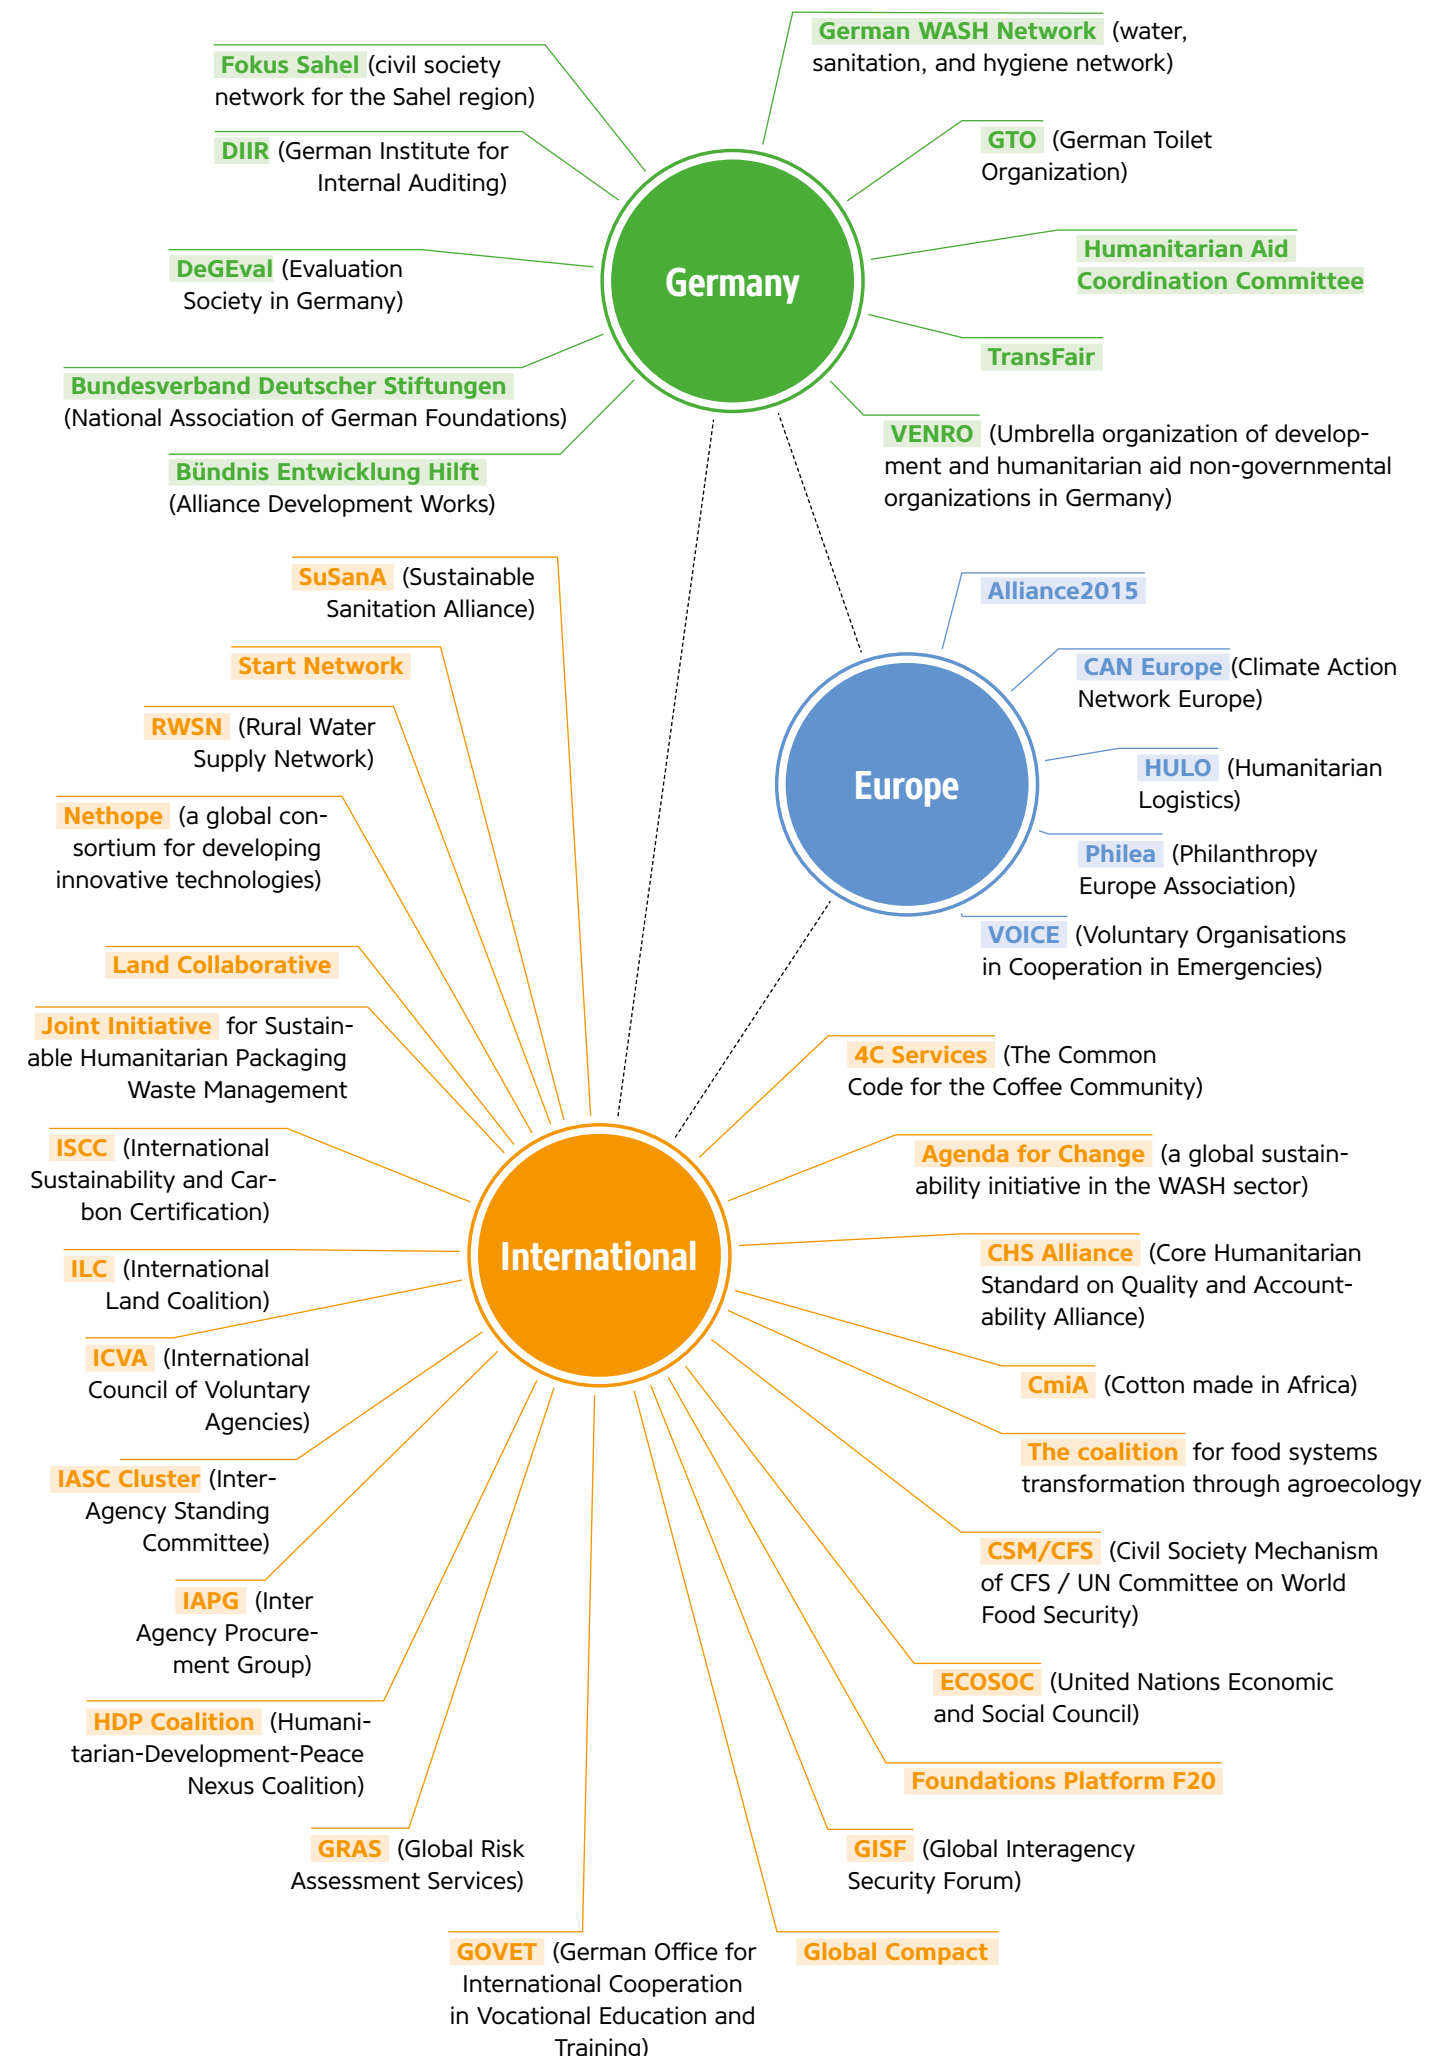 Fokus Sahel (civil society
network for the Sahel region)
DIIR (German Institute for
Internal Auditing)
DeGEval (Evaluation
Society in Germany)
Bundesverband Deutscher Stiftungen
(National Association of German Foundations)
Bündnis Entwicklung Hilft
(Alliance Development Works)
Germany
German WASH Network (water,
sanitation, and hygiene network)
GTO (German Toilet
Organization)
Humanitarian Aid
Coordination Committee
TransFair
VENRO (Umbrella organization of develop-
ment and humanitarian aid non-governmental
organizations in Germany)
Europe
Alliance2015
CAN Europe (Climate Action
Network Europe)
HULO (Humanitarian
Logistics)
Philea (Philanthropy
Europe Association)
VOICE (Voluntary Organisations
in Cooperation in Emergencies)
SuSanA (Sustainable
Sanitation Alliance)
Start Network
RWSN (Rural Water
Supply Network)
Nethope (a global con-
sortium for developing
innovative technologies)
Land Collaborative
Joint Initiative for Sustain-
able Humanitarian Packaging
Waste Management
ISCC (International
Sustainability and Car-
bon Certification)
ILC (International
Land Coalition)
ICVA (International
Council of Voluntary
Agencies)
IASC Cluster (Inter-
Agency Standing
Committee)
IAPG (Inter
Agency Procure-
ment Group)
HDP Coalition (Humani-
tarian-Development-Peace
Nexus Coalition)
GRAS (Global Risk
Assessment Services)
GOVET (German Office for
International Cooperation
in Vocational Education and
Training)
International
4C Services (The Common
Code for the Coffee Community)
Agenda for Change (a global sustain-
ability initiative in the WASH sector)
CHS Alliance (Core Humanitarian
Standard on Quality and Account-
ability Alliance)
CmiA (Cotton made in Africa)
The coalition for food systems
transformation through agroecology
CSM/CFS (Civil Society Mechanism
of CFS / UN Committee on World
Food Security)
ECOSOC (United Nations Economic
and Social Council)
Foundations Platform F20
GISF (Global Interagency
Security Forum)
Global Compact